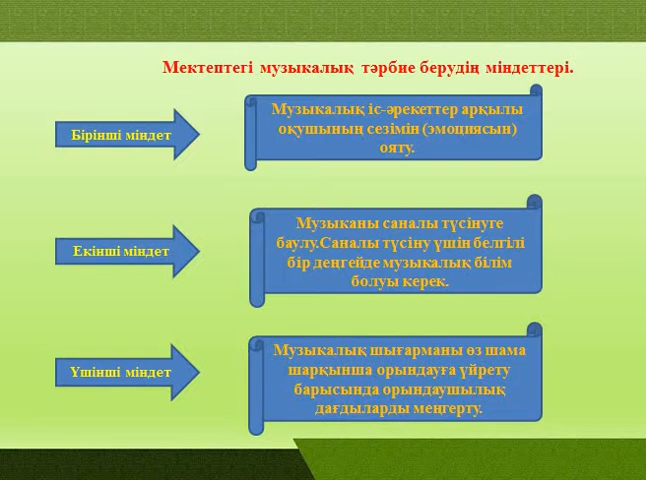 Мектептегі музыкалық тәрбие берудің міндеттері.
Бірінші міндет
Музыкалық іс-әрекеттер арқылы
оқушының сезімін (эмоциясын)
ояту.
Екінші міндет
Музыканы саналы түсінуге
баулу.Саналы түсіну үшін белгілі
бір деңгейде музыкалық білім
болуы керек.
Үшінші міндет
Музыкалық шығарманы өз шама
шарқынша орындауға үйрету
барысында орындаушылық
дағдыларды меңгерту.